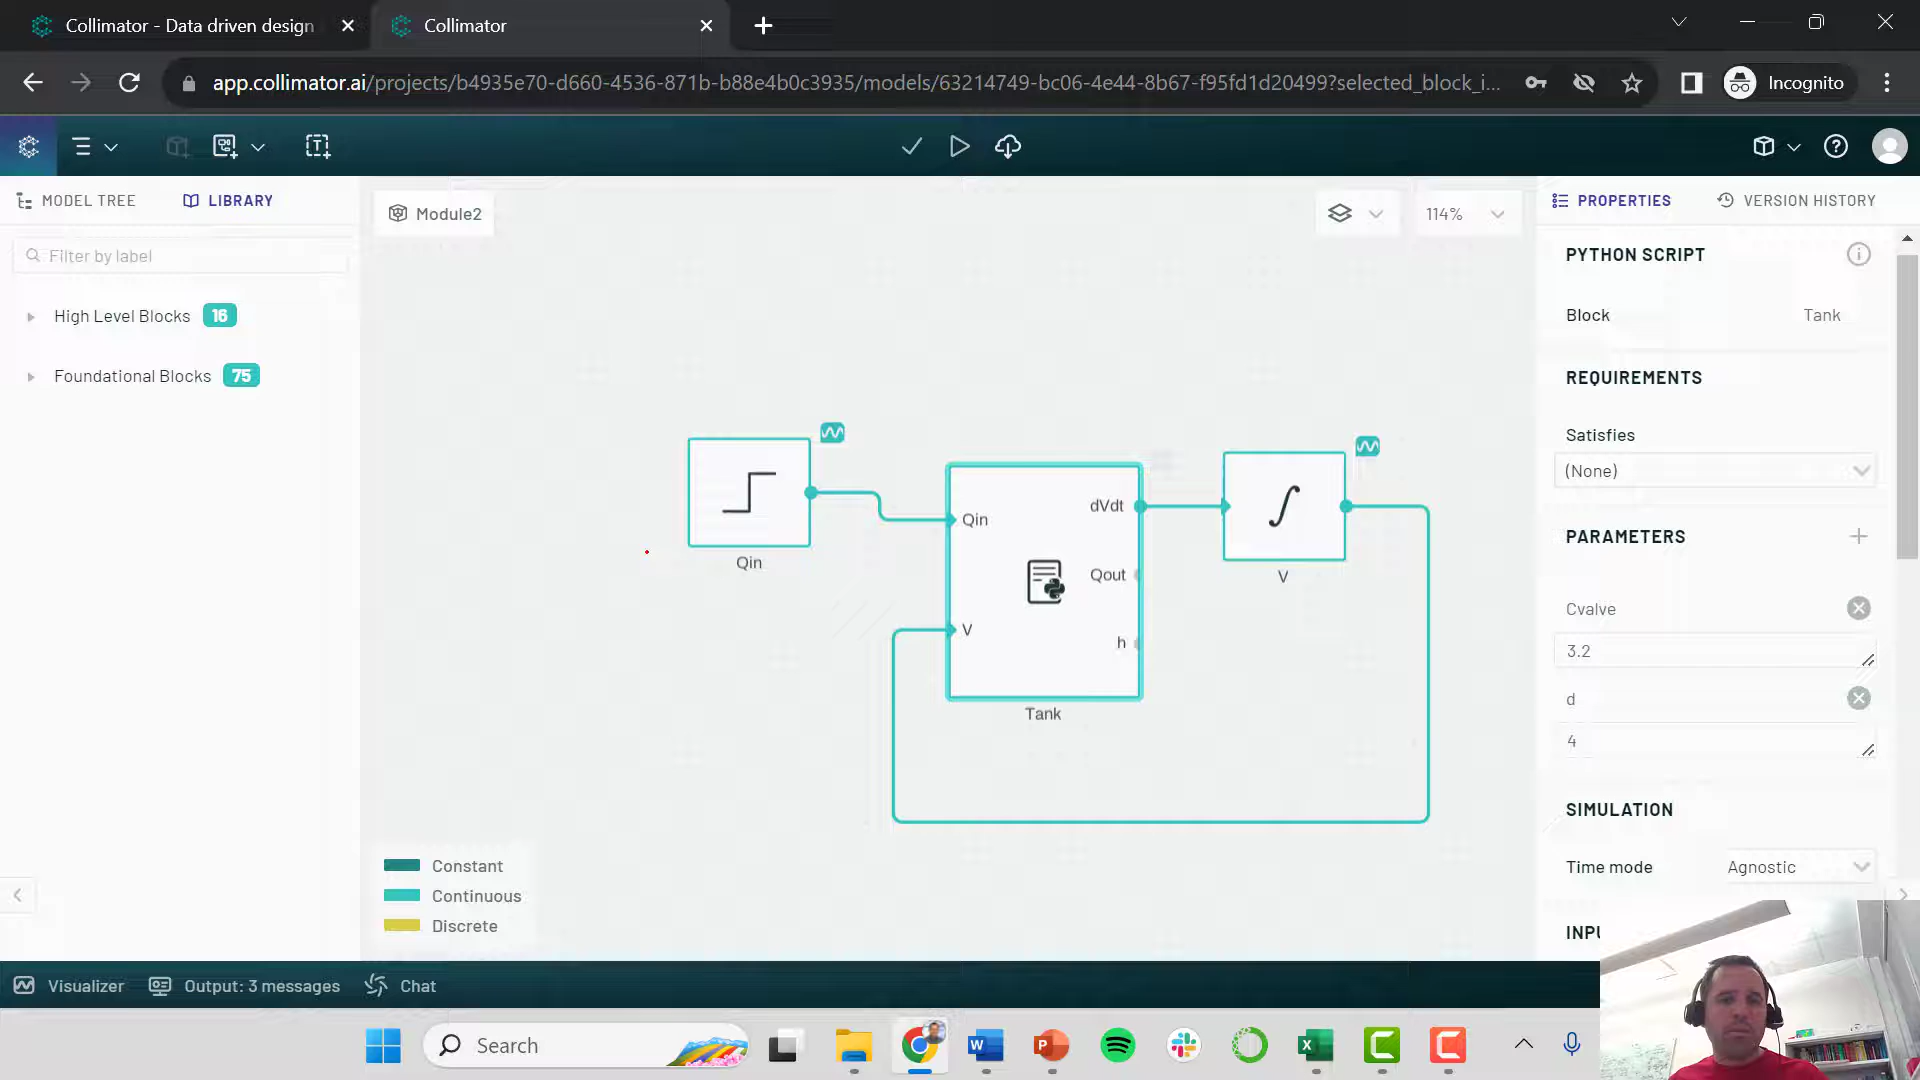 Collimator - Data driven design
Collimator
app.collimator.ai/projects/b4935e70-d660-4536-871b-b88e4b0c3935/models/63214749-bc06-4e44-8b67-f95fd1d20499?selected_block_i...
Incognito
MODEL TREE
LIBRARY
Module2
114%
PROPERTIES
VERSION HISTORY
Filter by label
PYTHON SCRIPT
High Level Blocks 16
Block Tank
Foundational Blocks 75
REQUIREMENTS
Satisfies
(None)
PARAMETERS
Cvalve
3.2
d
4
SIMULATION
Time mode Agnostic
INPU
Qin
Qin
V
dVdt
Qout
h
Tank
V
Constant
Continuous
Discrete
Visualizer
Output: 3 messages
Chat
Search